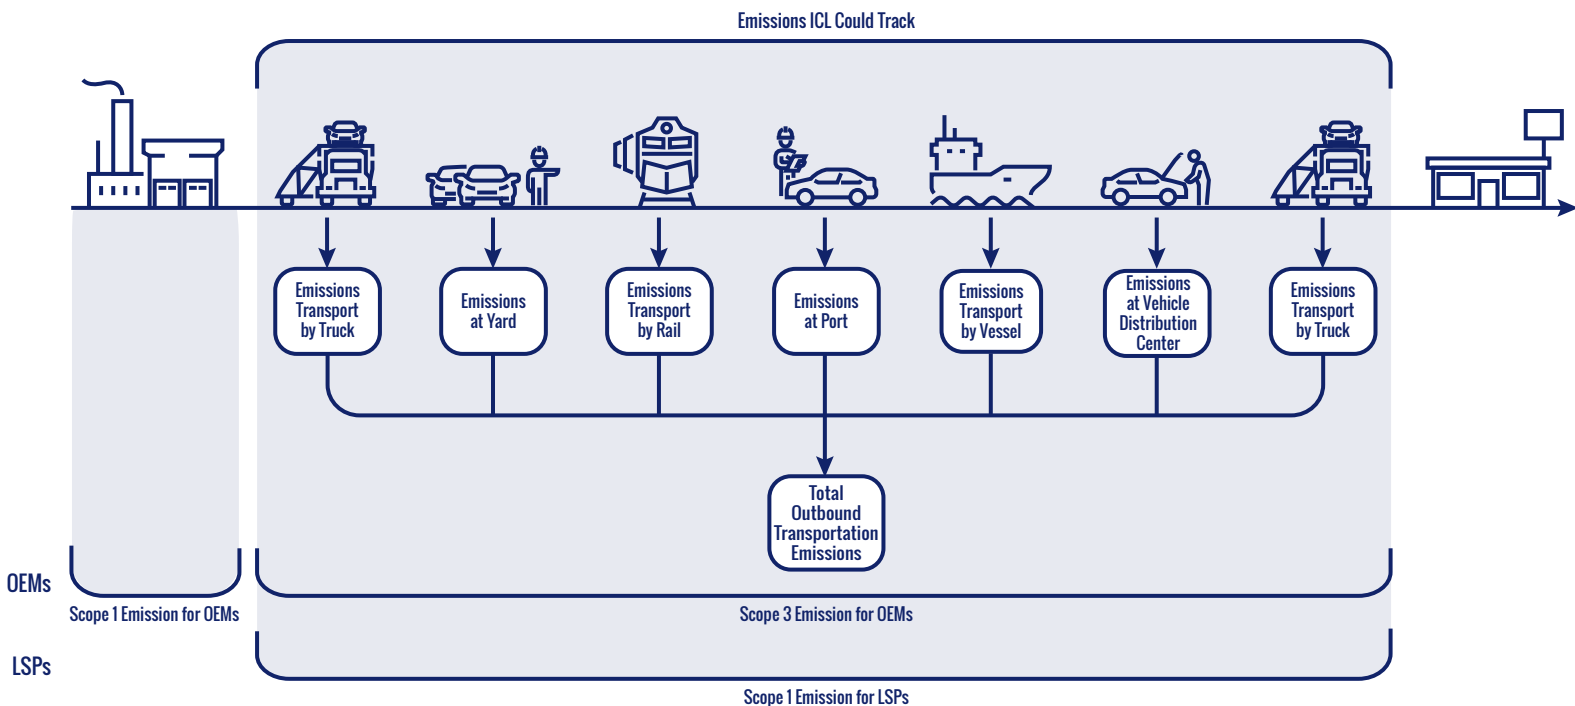 Emissions ICL Could Track
Emissions
Transport
by Truck
Emissions
at Yard
Emissions
Transport
by Rail
Emissions
at Port
Emissions
Transport
by Vessel
Emissions
at Vehicle
Distribution
Center
Emissions
Transport
by Truck
Total
Outbound
Transportation
Emissions
OEMs
Scope 1 Emission for OEMs
Scope 3 Emission for OEMs
LSPs
Scope 1 Emission for LSPs